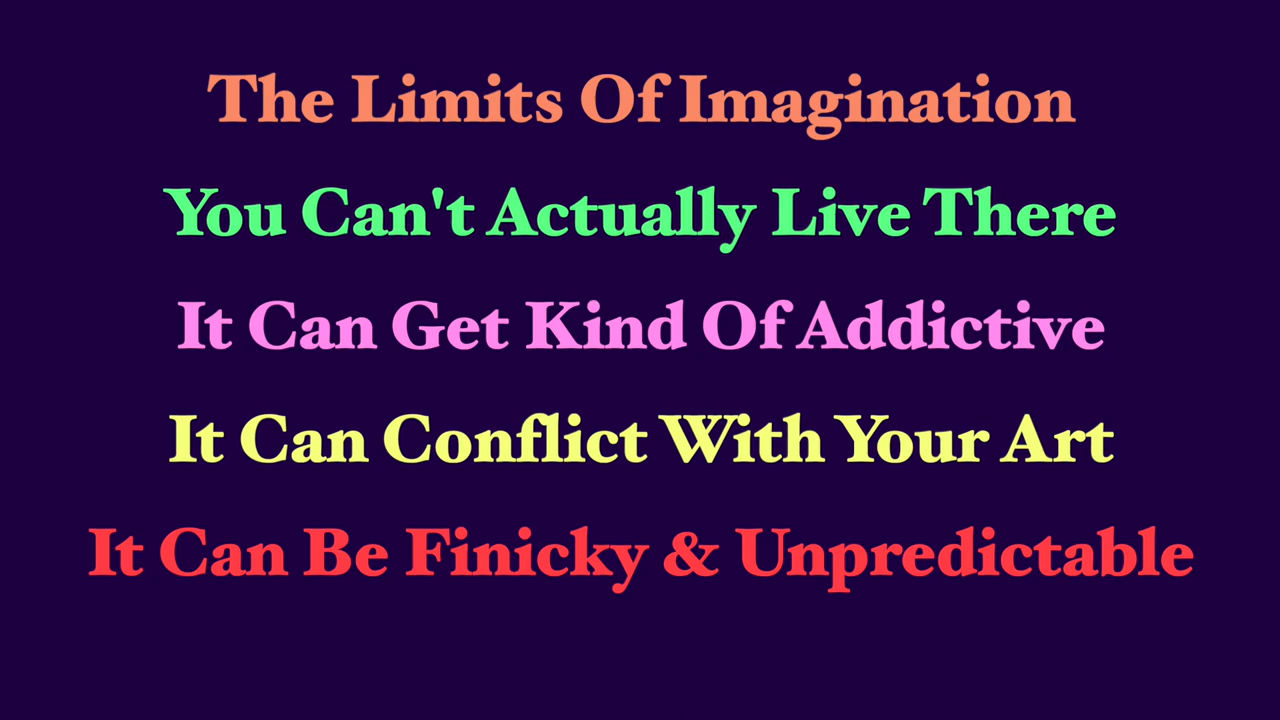 The Limits Of Imagination
You Can't Actually Live There
It Can Get Kind Of Addictive
It Can Conflict With Your Art
It Can Be Finicky & Unpredictable